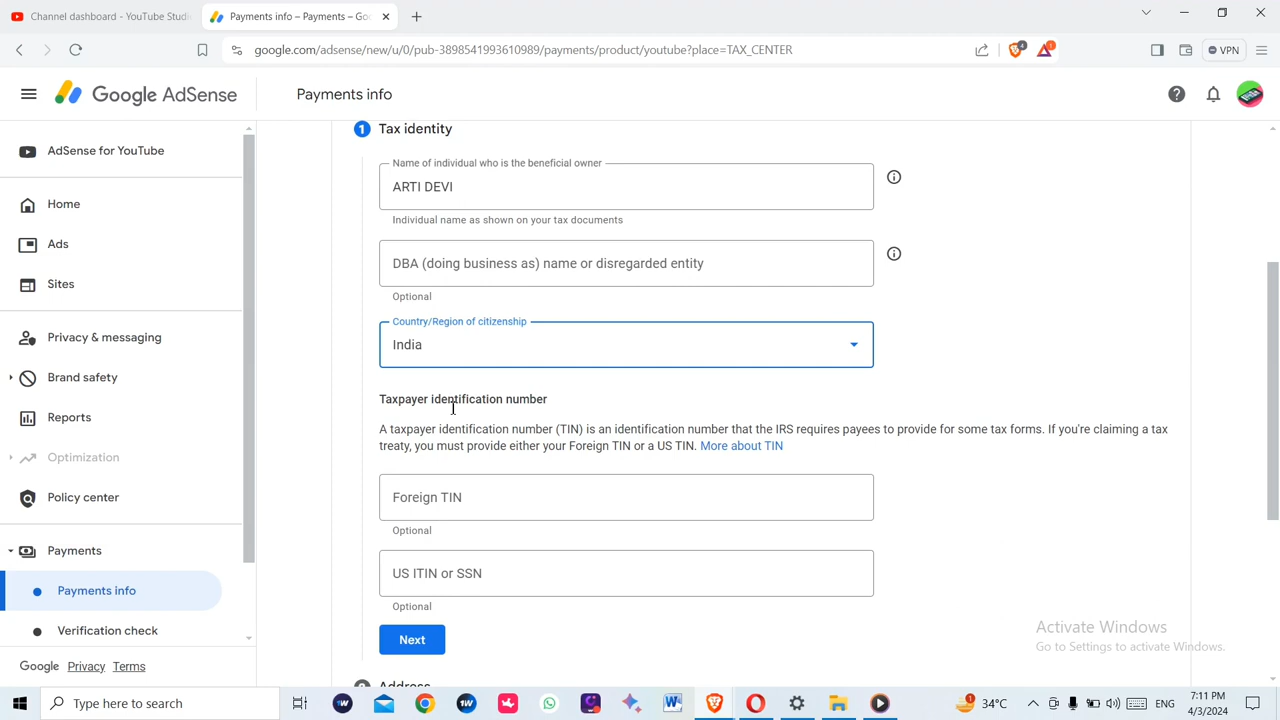 Channel dashboard - YouTube Studi
Payments info – Payments – Goo
google.com/adsense/new/u/0/pub-3898541993610989/payments/product/youtube?place=TAX_CENTER
4
1
VPN
Google AdSense
Payments info
AdSense for YouTube
Home
Ads
Sites
Privacy & messaging
Brand safety
Reports
Optimization
Policy center
Payments
Payments info
Verification check
Google Privacy Terms
1 Tax identity
Name of individual who is the beneficial owner
ARTI DEVI
Individual name as shown on your tax documents
DBA (doing business as) name or disregarded entity
Optional
Country/Region of citizenship
India
Taxpayer identification number
A taxpayer identification number (TIN) is an identification number that the IRS requires payees to provide for some tax forms. If you're claiming a tax
treaty, you must provide either your Foreign TIN or a US TIN. More about TIN
Foreign TIN
Optional
US ITIN or SSN
Optional
Next
Address
Activate Windows
Go to Settings to activate Windows.
Type here to search
1W
1W
W
1
34°C
ENG
7:11 PM
4/3/2024